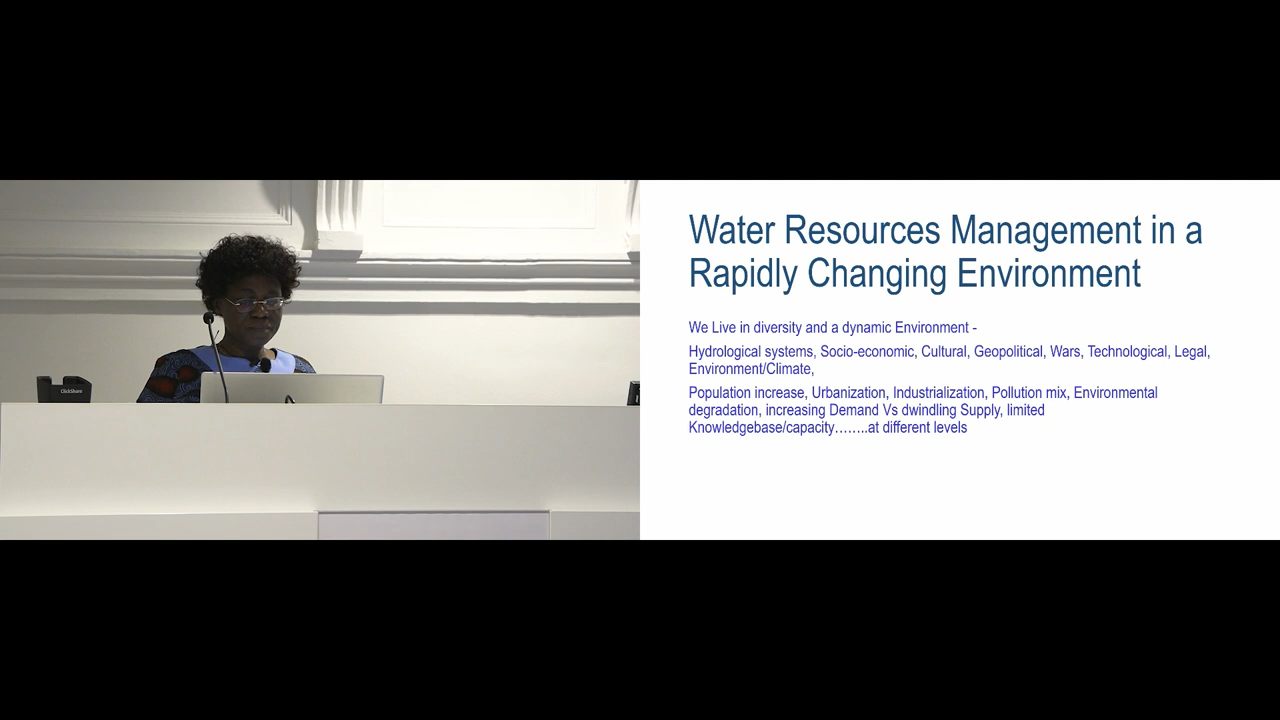 ClickShare
Water Resources Management in a
Rapidly Changing Environment
We Live in diversity and a dynamic Environment -
Hydrological systems, Socio-economic, Cultural, Geopolitical, Wars, Technological, Legal,
Environment/Climate,
Population increase, Urbanization, Industrialization, Pollution mix, Environmental
degradation, increasing Demand Vs dwindling Supply, limited
Knowledgebase/capacity……..at different levels